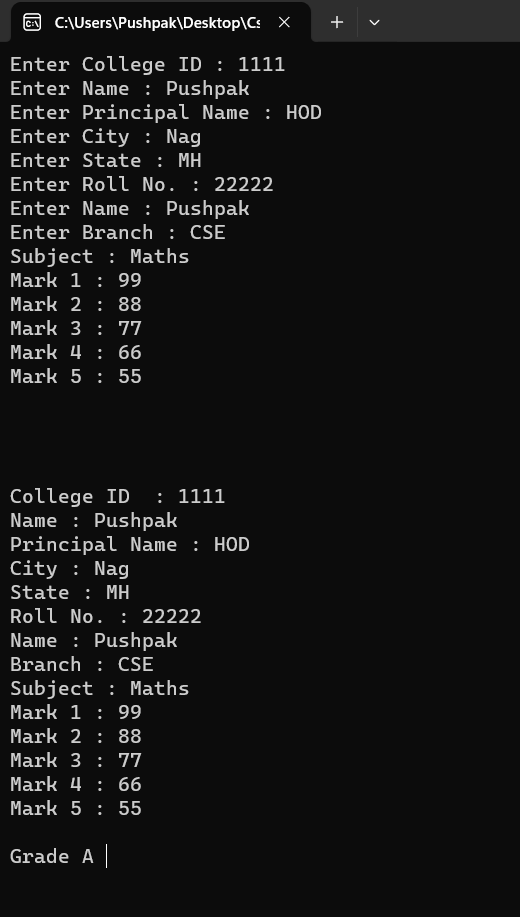 C:\Users\Pushpak\Desktop\Cs
Enter College ID : 1111
Enter Name : Pushpak
Enter Principal Name : HOD
Enter City : Nag
Enter State : MH
Enter Roll No. : 22222
Enter Name : Pushpak
Enter Branch : CSE
Subject : Maths
Mark 1 : 99
Mark 2 : 88
Mark 3 : 77
Mark 4 : 66
Mark 5 : 55
College ID  : 1111
Name : Pushpak
Principal Name : HOD
City : Nag
State : MH
Roll No. : 22222
Name : Pushpak
Branch : CSE
Subject : Maths
Mark 1 : 99
Mark 2 : 88
Mark 3 : 77
Mark 4 : 66
Mark 5 : 55
Grade A